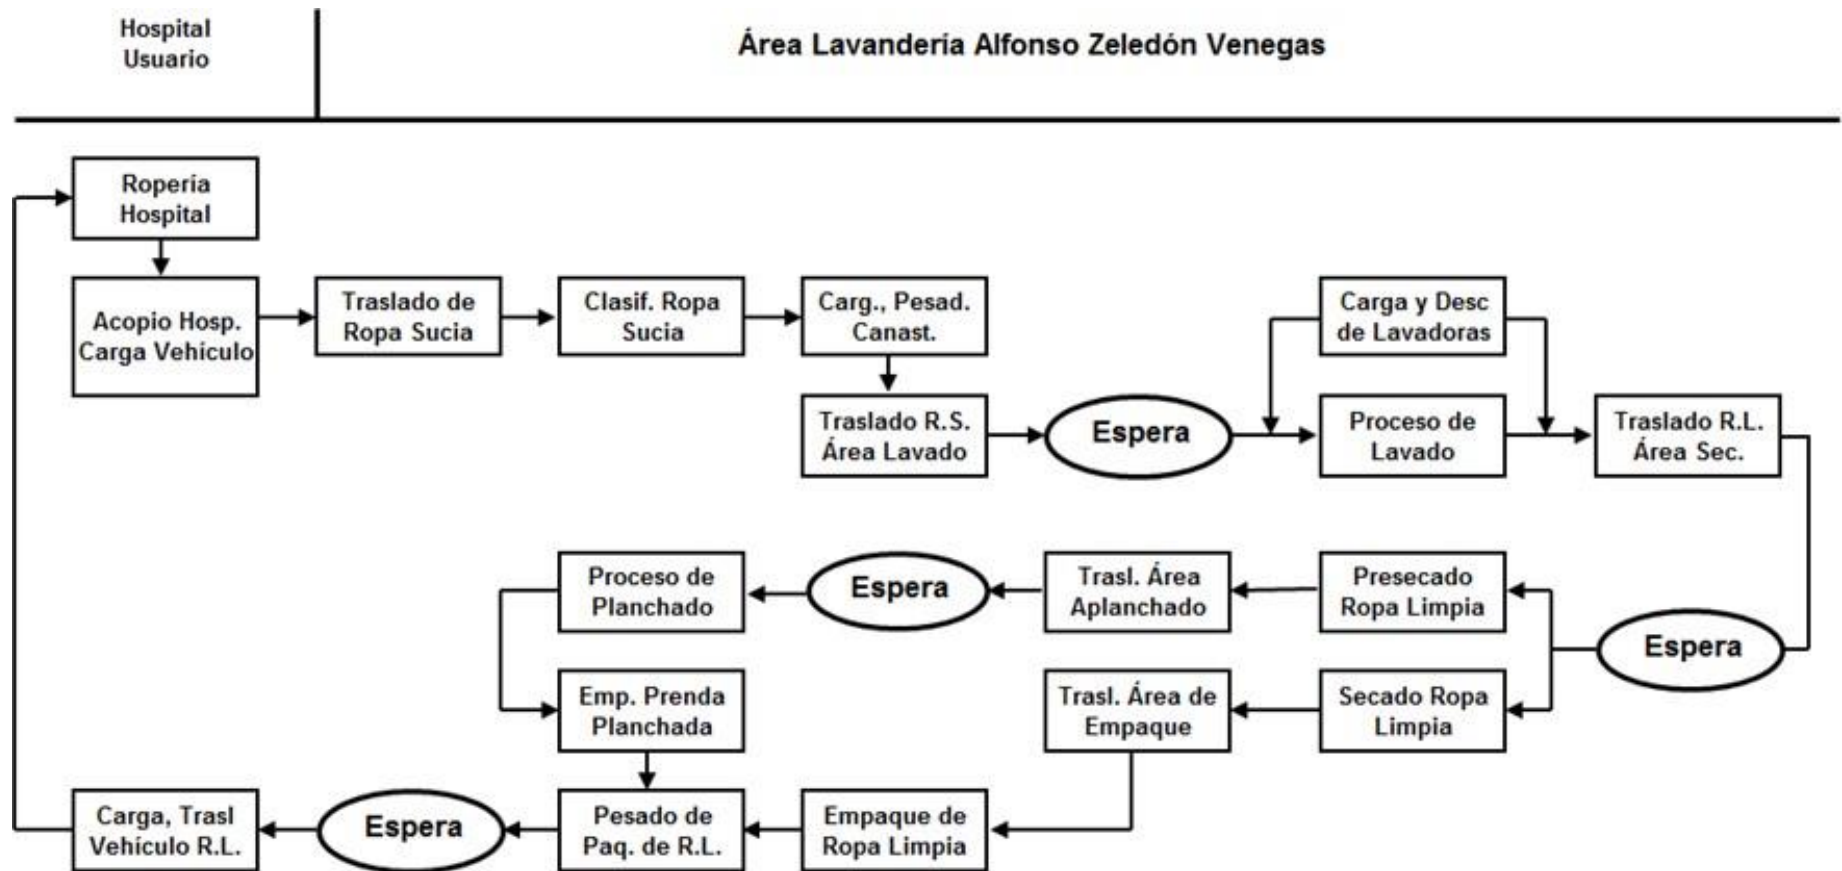 Hospital
Usuario
Área Lavandería Alfonso Zeledón Venegas
Ropería
Hospital
Acopio Hosp.
Carga Vehículo
Traslado de
Ropa Sucia
Clasif. Ropa
Sucia
Carg., Pesad.
Canast.
Carga y Desc
de Lavadoras
Traslado R.S.
Área Lavado
Espera
Proceso de
Lavado
Traslado R.L.
Área Sec.
Proceso de
Planchado
Espera
Trasl. Área
Aplanchado
Presecado
Ropa Limpia
Espera
Emp. Prenda
Planchada
Trasl. Área de
Empaque
Secado Ropa
Limpia
Carga, Trasl
Vehículo R.L.
Espera
Pesado de
Paq. de R.L.
Empaque de
Ropa Limpia